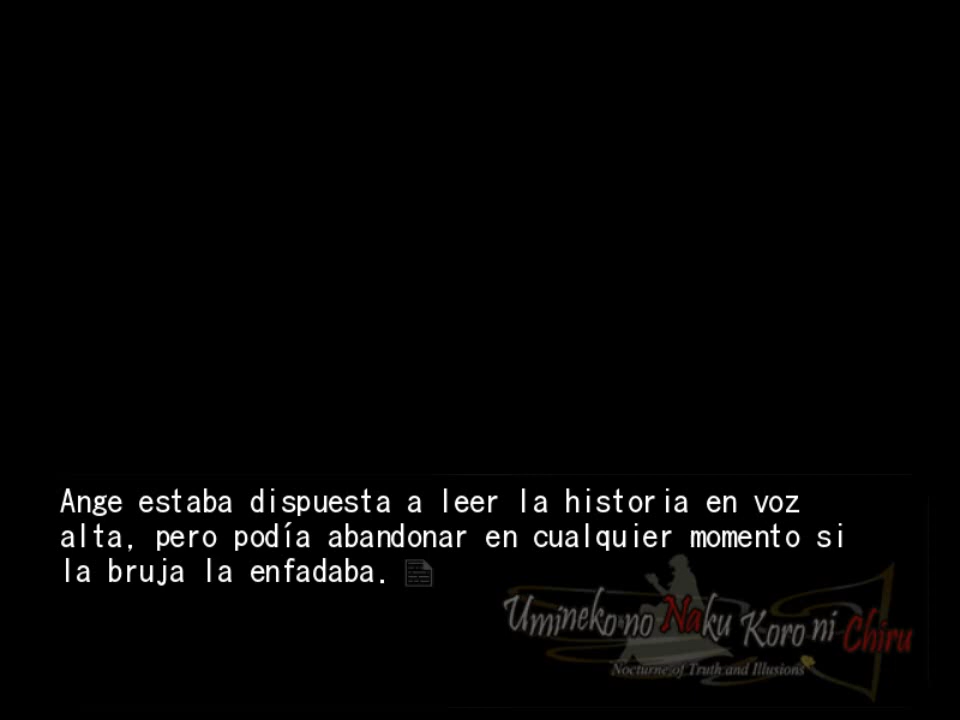 Ange estaba dispuesta a leer la historia en voz
alta, pero podía abandonar en cualquier momento si
la bruja la enfadaba.
Umineko no Naku Koro ni Chiru
Nocturne of Truth and Illusions